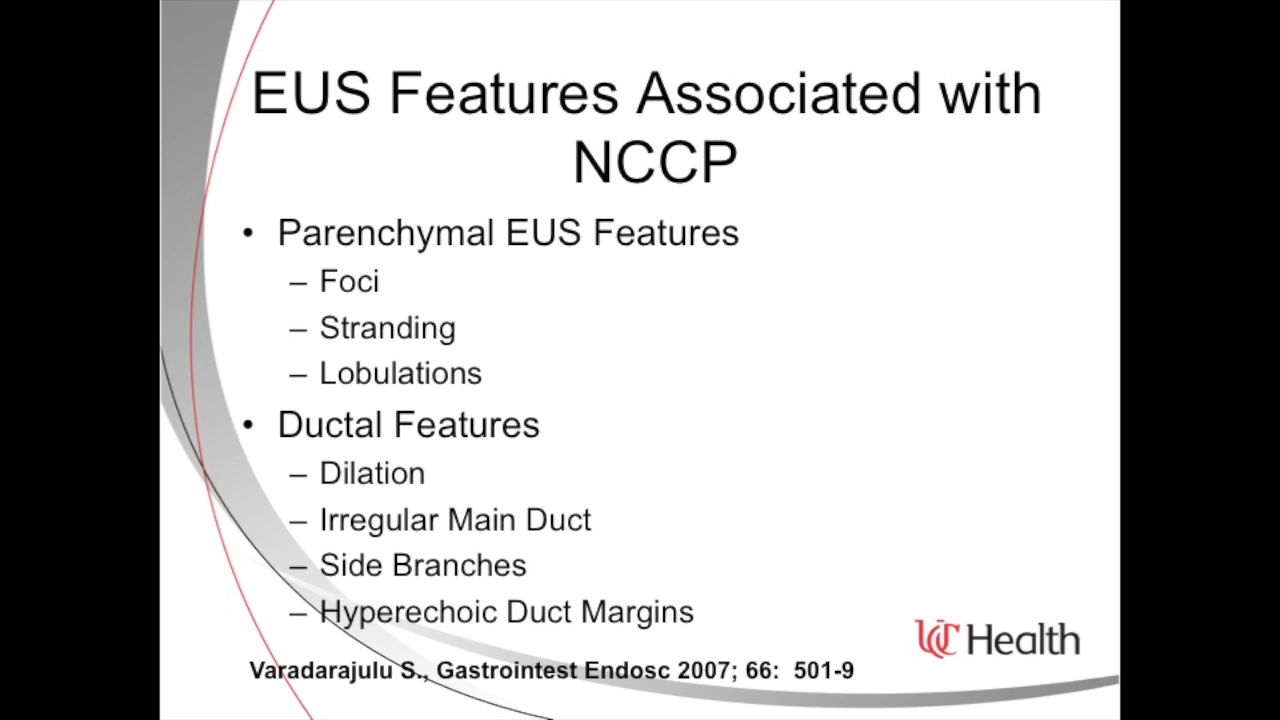 EUS Features Associated with
NCCP
• Parenchymal EUS Features
– Foci
– Stranding
– Lobulations
• Ductal Features
– Dilation
– Irregular Main Duct
– Side Branches
– Hyperechoic Duct Margins
UC Health
Varadarajulu S., Gastrointest Endosc 2007; 66: 501-9